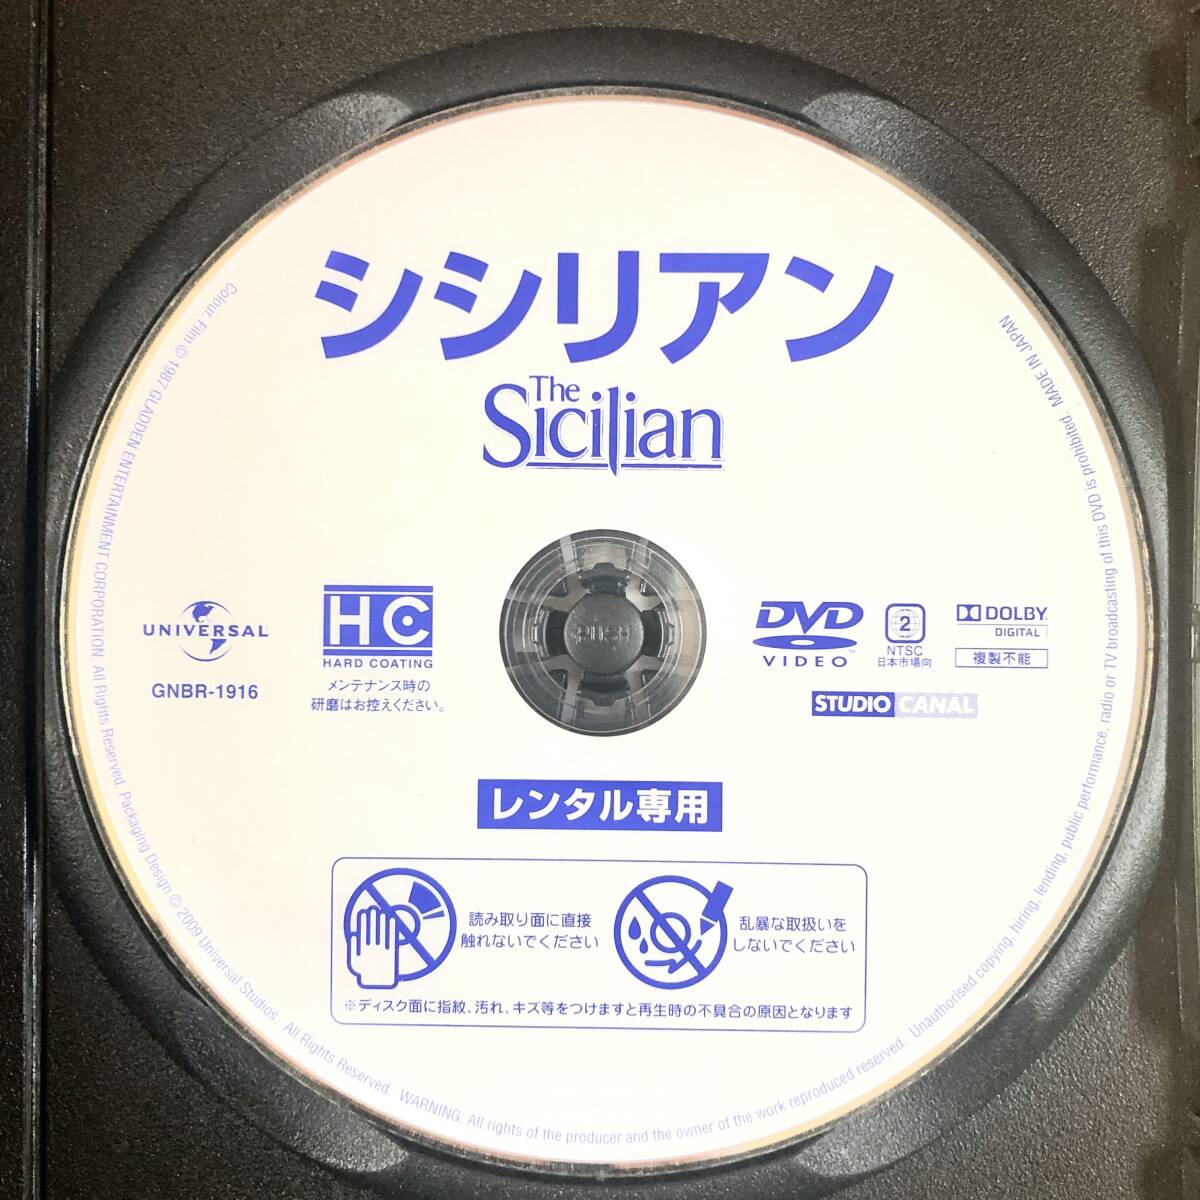 シシリアン
The
Sicilian
UNIVERSAL
GNBR-1916
HC
HARD COATING
メンテナンス時の
研磨はお控えください。
PUSH
DVD
VIDEO
2
NTSC
日本市場向
DOLBY
DIGITAL
複製不能
STUDIO CANAL
レンタル専用
読み取り面に直接
触れないでください
乱暴な取扱いを
しないでください
※ディスク面に指紋、汚れ、キズ等をつけますと再生時の不具合の原因となります
Colour. Film © 1987 GLADDEN ENTERTAINMENT CORPORATION. All Rights Reserved. Packaging Design © 2009 Universal Studios. All Rights Reserved. WARNING: All rights of the producer and the owner of the work reproduced reserved. Unauthorised copying, hiring, lending, public performance, radio or TV broadcasting of this DVD is prohibited. MADE IN JAPAN